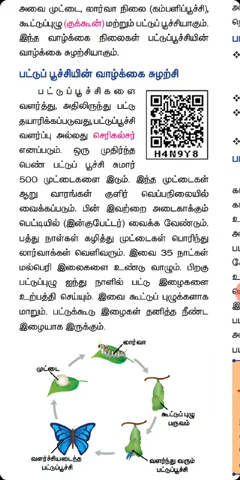 அவை முட்டை, லார்வா நிலை (கம்பளிப்பூச்சி),
கூட்டுப்புழு (குக்கூன்) மற்றும் பட்டுப் பூச்சியாகும்.
இந்த வாழ்க்கை நிலைகள் பட்டுப்பூச்சியின்
வாழ்க்கை சுழற்சியாகும்.
பட்டுப் பூச்சியின் வாழ்க்கை சுழற்சி
பட்டுப்பூச்சிகளை
வளர்த்து, அதிலிருந்து பட்டு
தயாரிக்கப்படுவது,பட்டுப்பூச்சி
வளர்ப்பு அல்லது செரிகல்சர்
எனப்படும். ஒரு முதிர்ந்த
பெண் பட்டுப் பூச்சி சுமார்
500 முட்டைகளை இடும். இந்த முட்டைகள்
ஆறு வாரங்கள் குளிர் வெப்பநிலையில்
வைக்கப்படும். பின் இவற்றை அடைகாக்கும்
பெட்டியில் (இன்குபேட்டர்) வைக்க வேண்டும்.
பத்து நாள்கள் கழித்து முட்டைகள் பொரிந்து
லார்வாக்கள் வெளிவரும். இவை 35 நாட்கள்
மல்பெரி இலைகளை உண்டு வாழும். பிறகு
பட்டுப்புழு ஐந்து நாளில் பட்டு இழைகளை
உற்பத்தி செய்யும். இவை கூட்டுப் புழுக்களாக
மாறும். பட்டுக்கூடு இழைகள் தனித்த நீண்ட
இழையாக இருக்கும்.
H4N9Y8
லார்வா
முட்டை
கூட்டுப் புழு
பருவம்
வளர்ந்து வரும்
பட்டுப்பூச்சி
வளர்ச்சியடைந்த
பட்டுப்பூச்சி